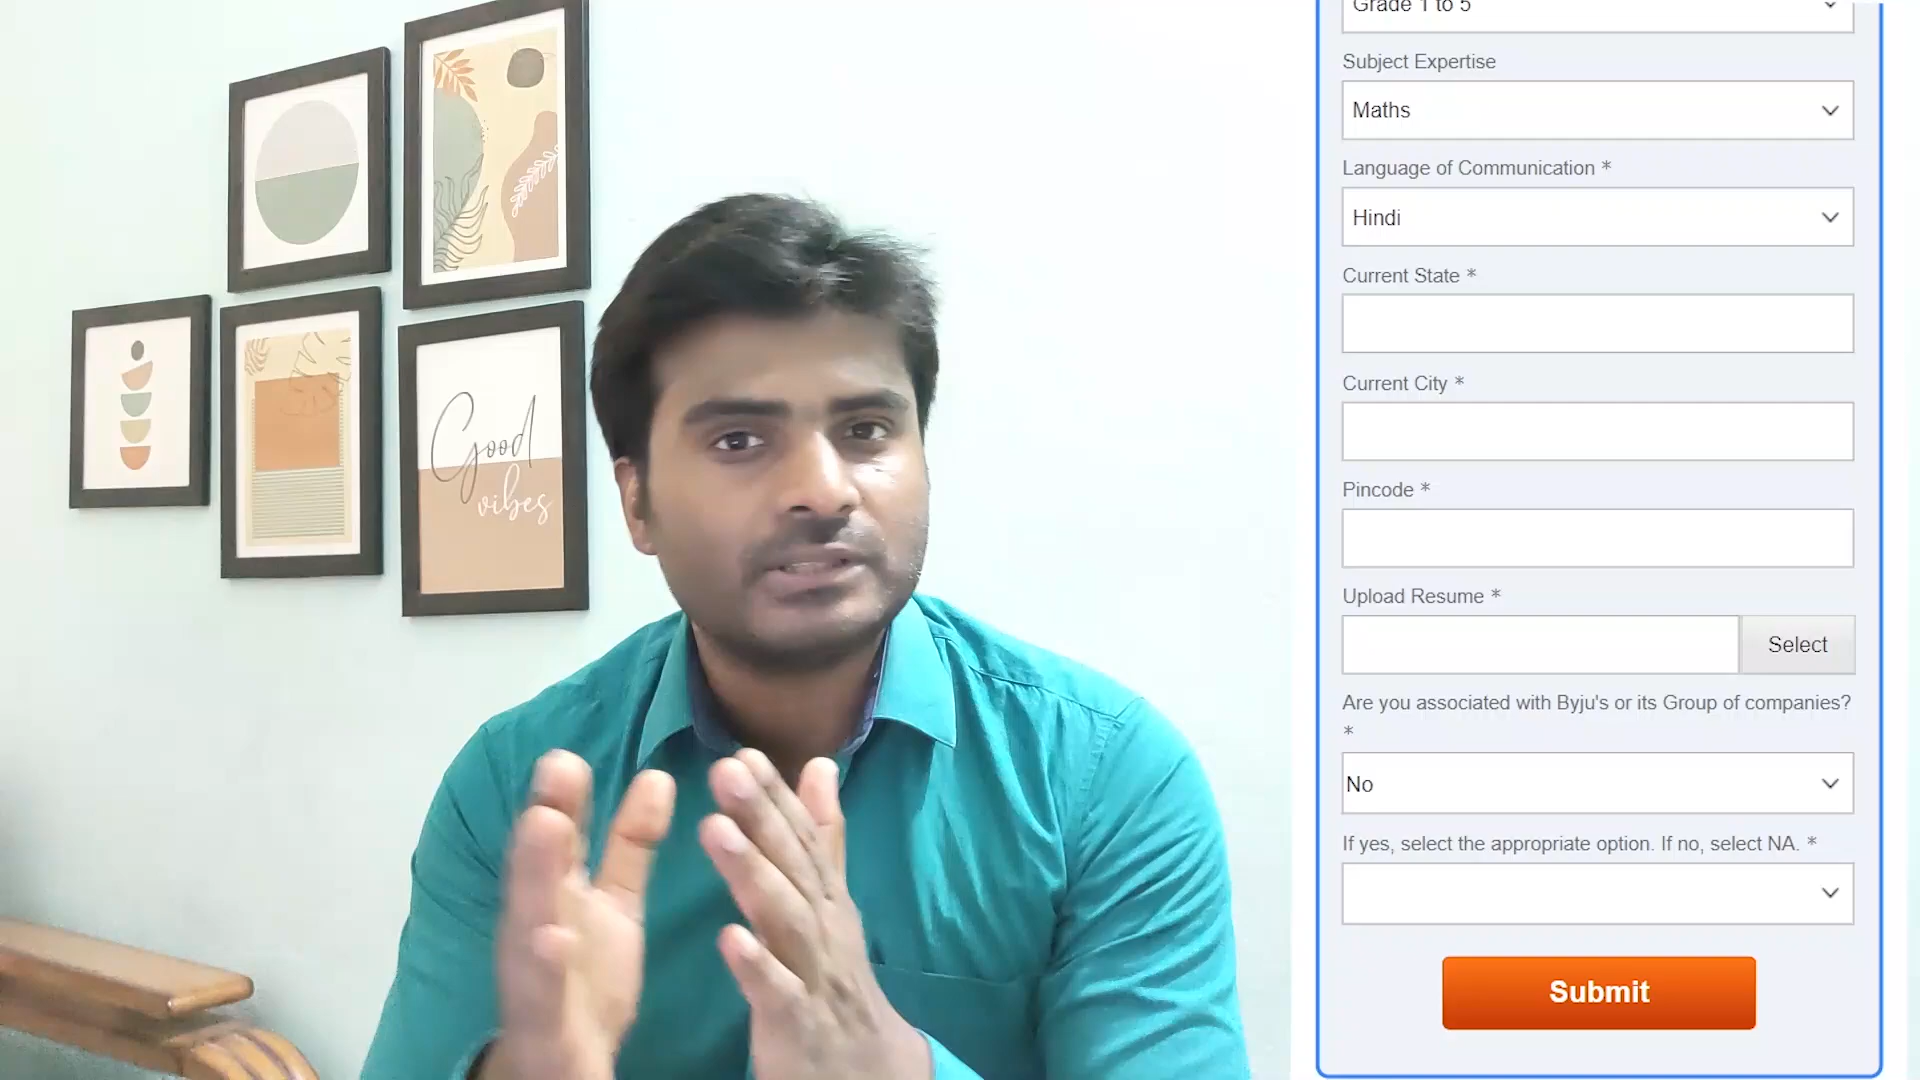 Good
vibes
Grade 1 to 5
Subject Expertise
Maths
Language of Communication *
Hindi
Current State *
Current City *
Pincode *
Upload Resume *
Select
Are you associated with Byju's or its Group of companies?
*
No
If yes, select the appropriate option. If no, select NA. *
Submit